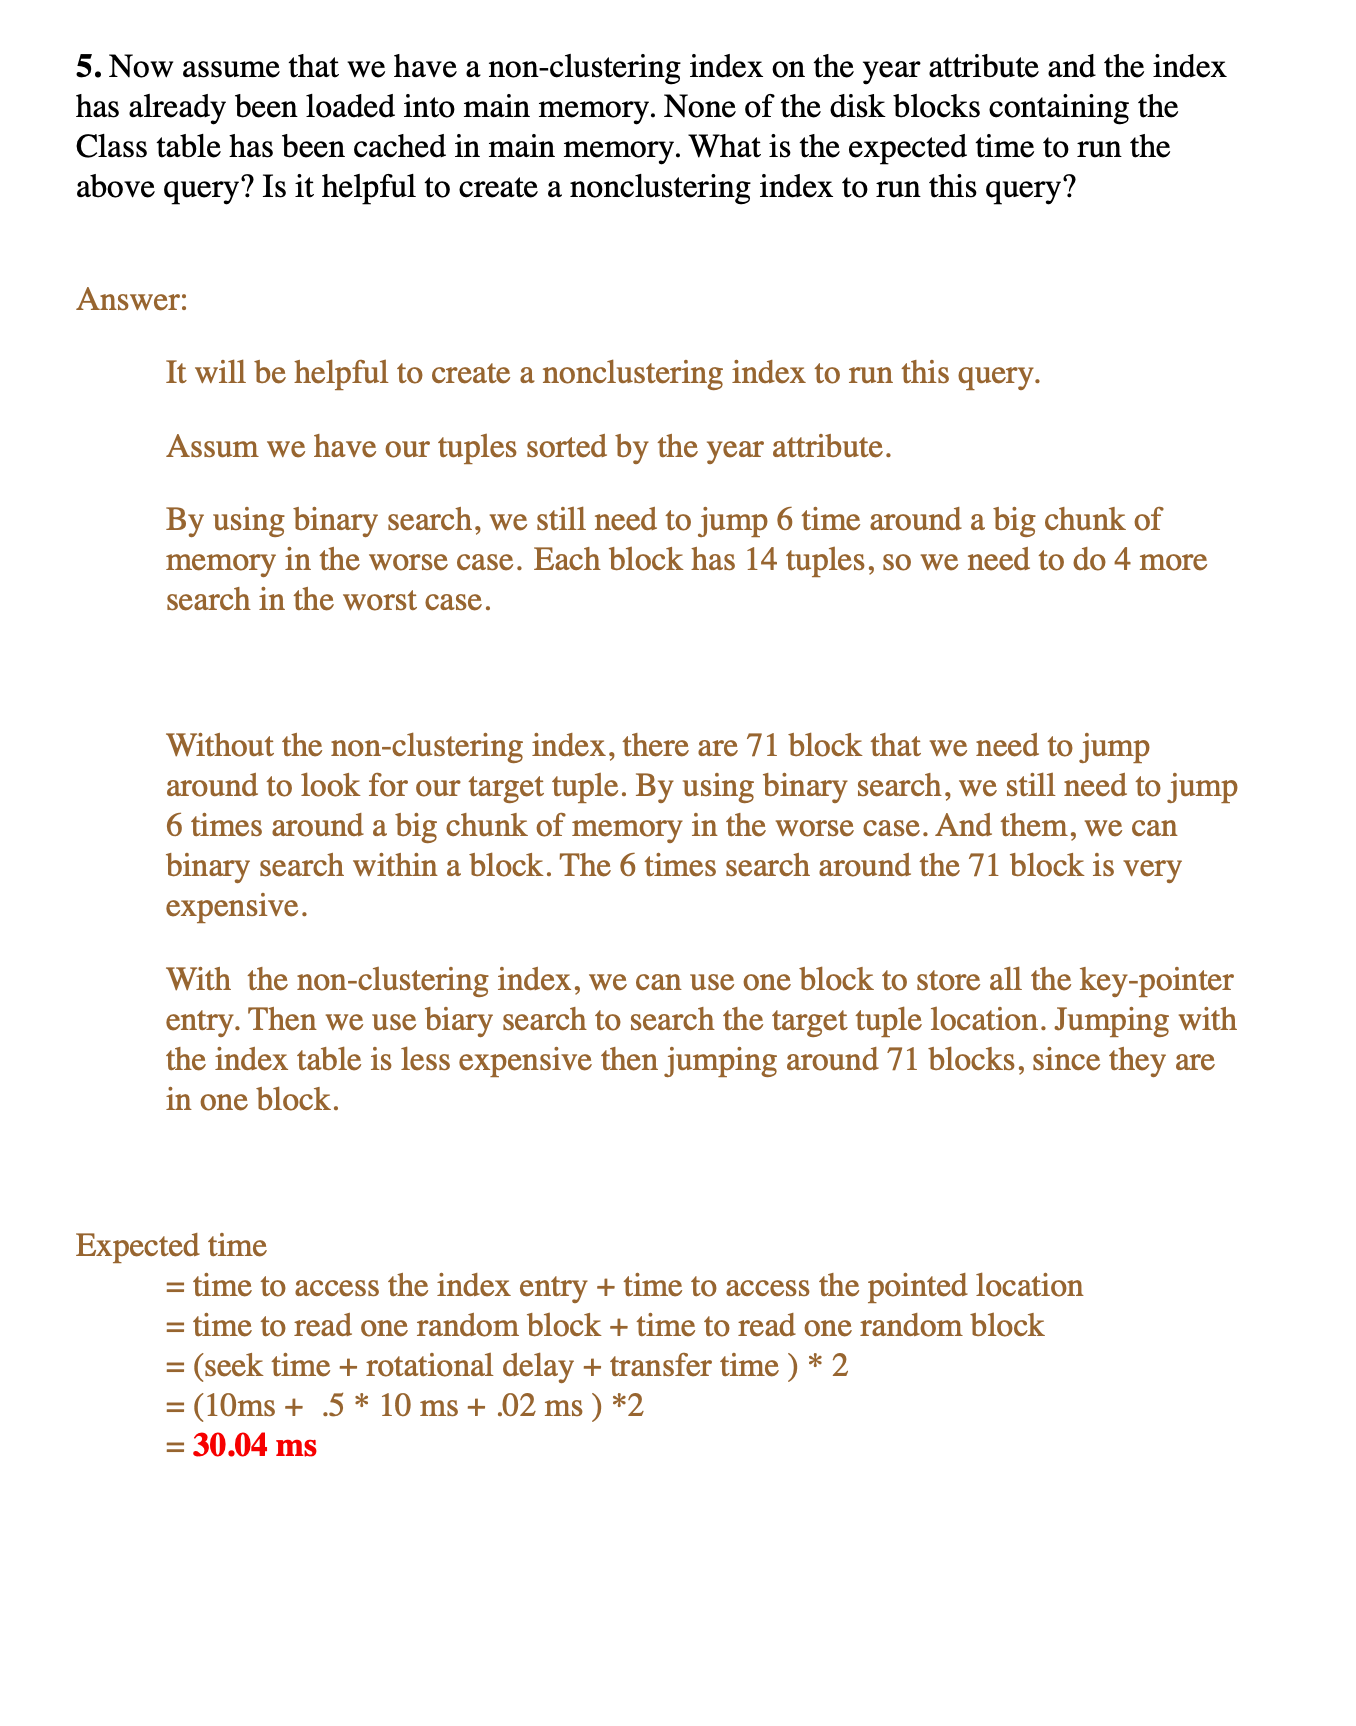 5. Now assume that we have a non-clustering index on the year attribute and the index
has already been loaded into main memory. None of the disk blocks containing the
Class table has been cached in main memory. What is the expected time to run the
above query? Is it helpful to create a nonclustering index to run this query?
Answer:
It will be helpful to create a nonclustering index to run this query.
Assum we have our tuples sorted by the year attribute.
By using binary search, we still need to jump 6 time around a big chunk of
memory in the worse case. Each block has 14 tuples, so we need to do 4 more
search in the worst case.
Without the non-clustering index, there are 71 block that we need to jump
around to look for our target tuple. By using binary search, we still need to jump
6 times around a big chunk of memory in the worse case. And them, we can
binary search within a block. The 6 times search around the 71 block is very
expensive.
With the non-clustering index, we can use one block to store all the key-pointer
entry. Then we use biary search to search the target tuple location. Jumping with
the index table is less expensive then jumping around 71 blocks, since they are
in one block.
Expected time
= time to access the index entry + time to access the pointed location
= time to read one random block + time to read one random block
= (seek time + rotational delay + transfer time ) * 2
= (10ms + .5 * 10 ms + .02 ms ) *2
= 30.04 ms